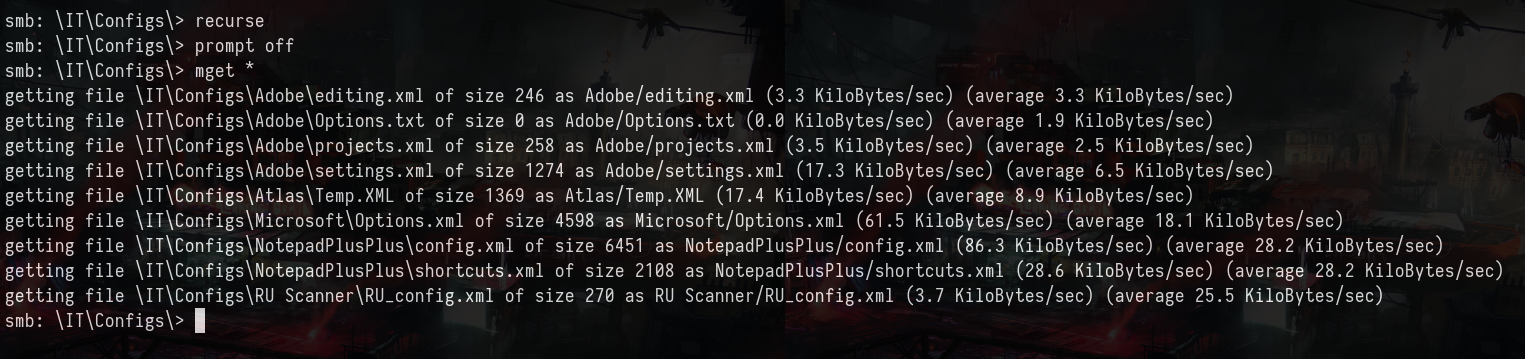 smb: \IT\Configs\> recurse
smb: \IT\Configs\> prompt off
smb: \IT\Configs\> mget *
getting file \IT\Configs\Adobe\editing.xml of size 246 as Adobe/editing.xml (3.3 KiloBytes/sec) (average 3.3 KiloBytes/sec)
getting file \IT\Configs\Adobe\Options.txt of size 0 as Adobe/Options.txt (0.0 KiloBytes/sec) (average 1.9 KiloBytes/sec)
getting file \IT\Configs\Adobe\projects.xml of size 258 as Adobe/projects.xml (3.5 KiloBytes/sec) (average 2.5 KiloBytes/sec)
getting file \IT\Configs\Adobe\settings.xml of size 1274 as Adobe/settings.xml (17.3 KiloBytes/sec) (average 6.5 KiloBytes/sec)
getting file \IT\Configs\Atlas\Temp.XML of size 1369 as Atlas/Temp.XML (17.4 KiloBytes/sec) (average 8.9 KiloBytes/sec)
getting file \IT\Configs\Microsoft\Options.xml of size 4598 as Microsoft/Options.xml (61.5 KiloBytes/sec) (average 18.1 KiloBytes/sec)
getting file \IT\Configs\NotepadPlusPlus\config.xml of size 6451 as NotepadPlusPlus/config.xml (86.3 KiloBytes/sec) (average 28.2 KiloBytes/sec)
getting file \IT\Configs\NotepadPlusPlus\shortcuts.xml of size 2108 as NotepadPlusPlus/shortcuts.xml (28.6 KiloBytes/sec) (average 28.2 KiloBytes/sec)
getting file \IT\Configs\RU Scanner\RU_config.xml of size 270 as RU Scanner/RU_config.xml (3.7 KiloBytes/sec) (average 25.5 KiloBytes/sec)
smb: \IT\Configs\>